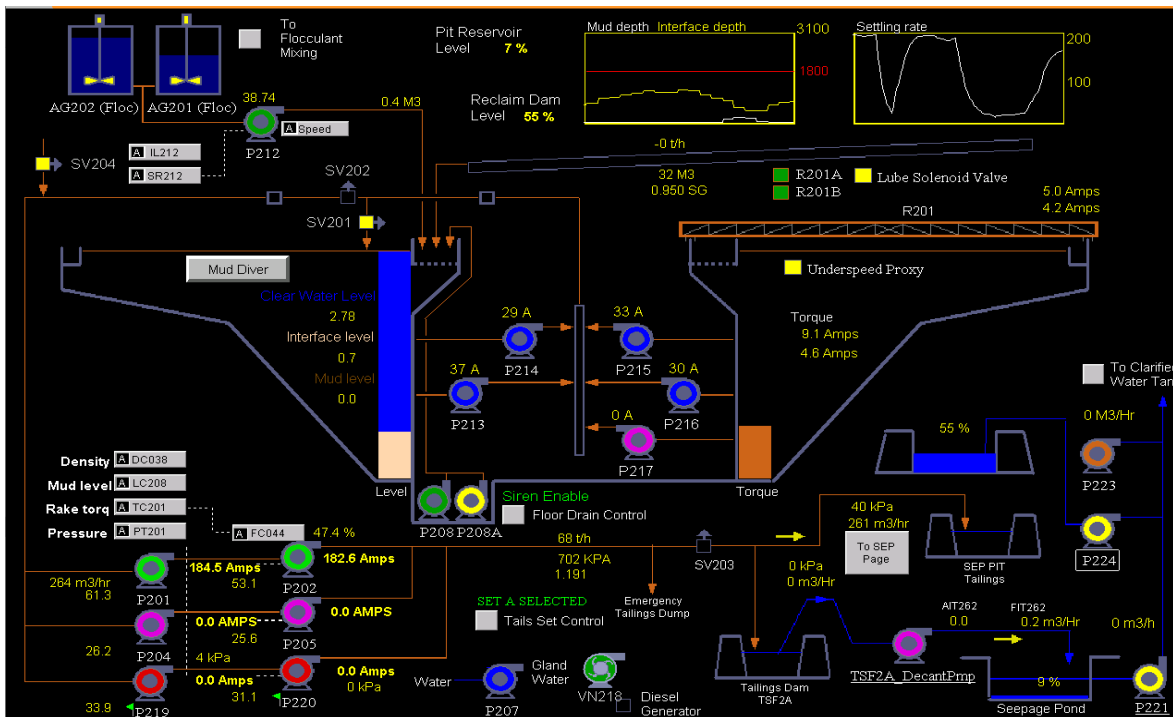 To
Flocculant
Mixing
Pit Reservoir
Level 7 %
Reclaim Dam
Level 55 %
Mud depth Interface depth
3100
1800
Settling rate
200
100
AG202 (Floc)
AG201 (Floc)
38.74
P212
A Speed
0.4 M3
A IL212
A SR212
SV204
SV202
SV201
-0 t/h
32 M3
0.950 SG
R201A
R201B
Lube Solenoid Valve
5.0 Amps
4.2 Amps
R201
Underspeed Proxy
Mud Diver
Clear Water Level
2.78
Interface level
0.7
Mud level
0.0
29 A
P214
33 A
P215
37 A
P213
30 A
P216
0 A
P217
Torque
9.1 Amps
4.6 Amps
To Clarified
Water Tan
0 M3/Hr
P223
55 %
P224
Level
P208
P208A
Siren Enable
Floor Drain Control
Torque
Density A DC038
Mud level A LC208
Rake torq A TC201
Pressure A PT201
A FC044
47.4 %
68 t/h
702 KPA
1.191
SV203
40 kPa
261 m3/hr
To SEP
Page
SEP PIT
Tailings
0 kPa
0 m3/Hr
264 m3/hr
61.3
P201
184.5 Amps
53.1
P202
182.6 Amps
26.2
P204
0.0 AMPS
25.6
P205
0.0 AMPS
4 kPa
33.9
P219
0.0 Amps
31.1
P220
0.0 Amps
0 kPa
SET A SELECTED
Tails Set Control
Emergency
Tailings Dump
Water
P207
Gland
Water
VN218
Diesel
Generator
Tailings Dam
TSF2A
AIT262
0.0
FIT262
0.2 m3/Hr
TSF2A_DecantPmp
9 %
Seepage Pond
0 m3/h
P221